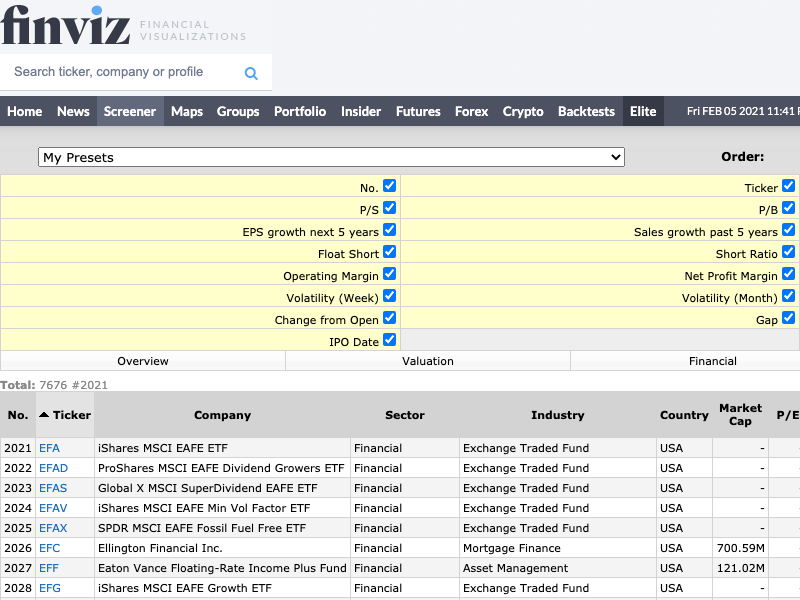 finviz FINANCIAL
VISUALIZATIONS
Search ticker, company or profile
Home News Screener Maps Groups Portfolio Insider Futures Forex Crypto Backtests Elite Fri FEB 05 2021 11:41
My Presets Order:
No. Ticker
P/S P/B
EPS growth next 5 years Sales growth past 5 years
Float Short Short Ratio
Operating Margin Net Profit Margin
Volatility (Week) Volatility (Month)
Change from Open Gap
IPO Date
Overview Valuation Financial
Total: 7676 #2021
No. Ticker Company Sector Industry Country Market Cap P/E
2021 EFA iShares MSCI EAFE ETF Financial Exchange Traded Fund USA -
2022 EFAD ProShares MSCI EAFE Dividend Growers ETF Financial Exchange Traded Fund USA -
2023 EFAS Global X MSCI SuperDividend EAFE ETF Financial Exchange Traded Fund USA -
2024 EFAV iShares MSCI EAFE Min Vol Factor ETF Financial Exchange Traded Fund USA -
2025 EFAX SPDR MSCI EAFE Fossil Fuel Free ETF Financial Exchange Traded Fund USA -
2026 EFC Ellington Financial Inc. Financial Mortgage Finance USA 700.59M
2027 EFF Eaton Vance Floating-Rate Income Plus Fund Financial Asset Management USA 121.02M
2028 EFG iShares MSCI EAFE Growth ETF Financial Exchange Traded Fund USA -